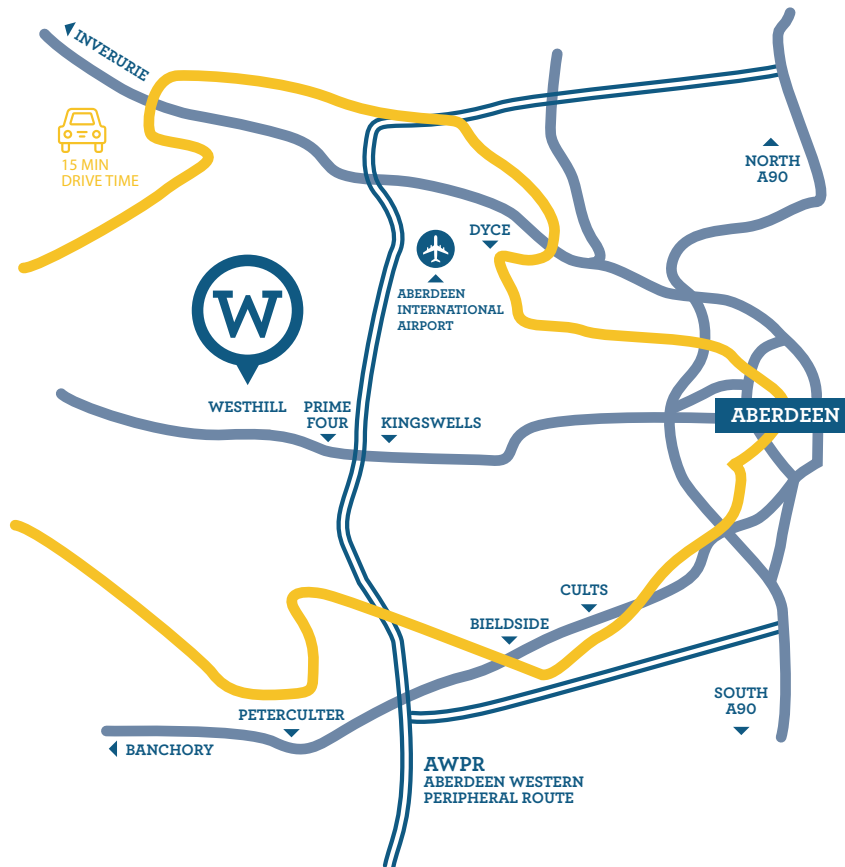 INVERURIE
15 MIN
DRIVE TIME
NORTH
A90
DYCE
ABERDEEN
INTERNATIONAL
AIRPORT
W
WESTHILL
PRIME
FOUR
KINGSWELLS
ABERDEEN
CULTS
BIELDSIDE
SOUTH
A90
PETERCULTER
BANCHORY
AWPR
ABERDEEN WESTERN
PERIPHERAL ROUTE